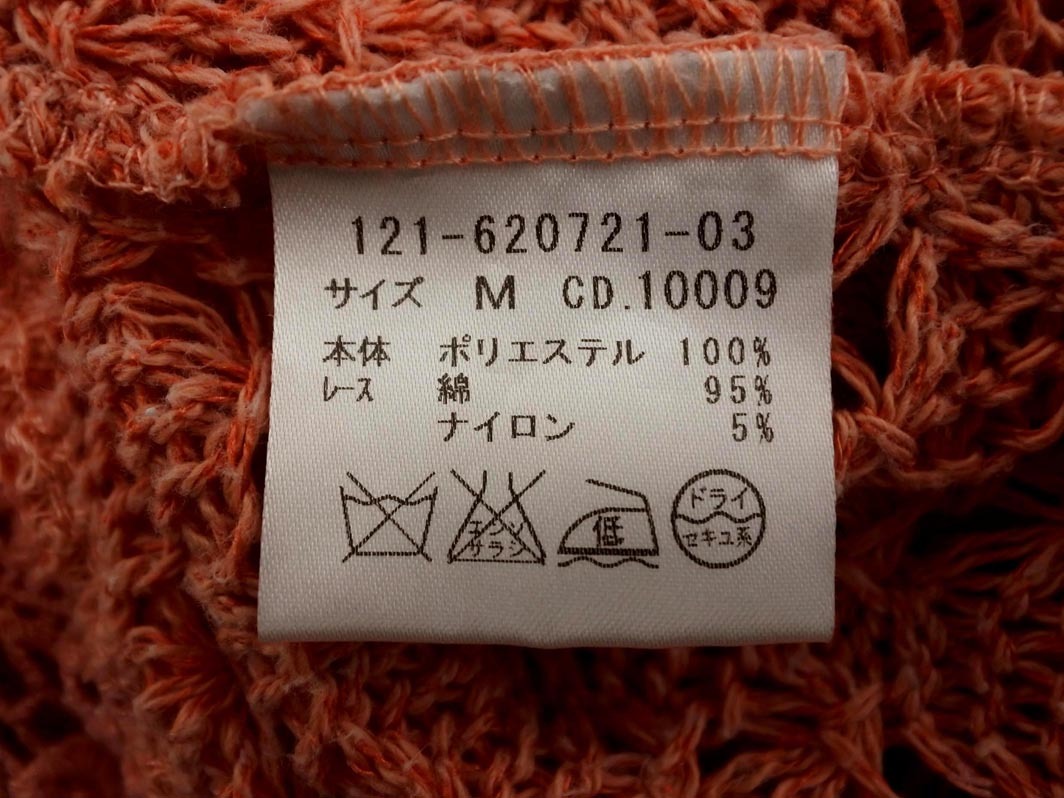 121-620721-03
サイズ M CD.10009
本体 ポリエステル 100%
レース 綿 95%
ナイロン 5%
エンソ 低 ドライ
サラシ セキユ系